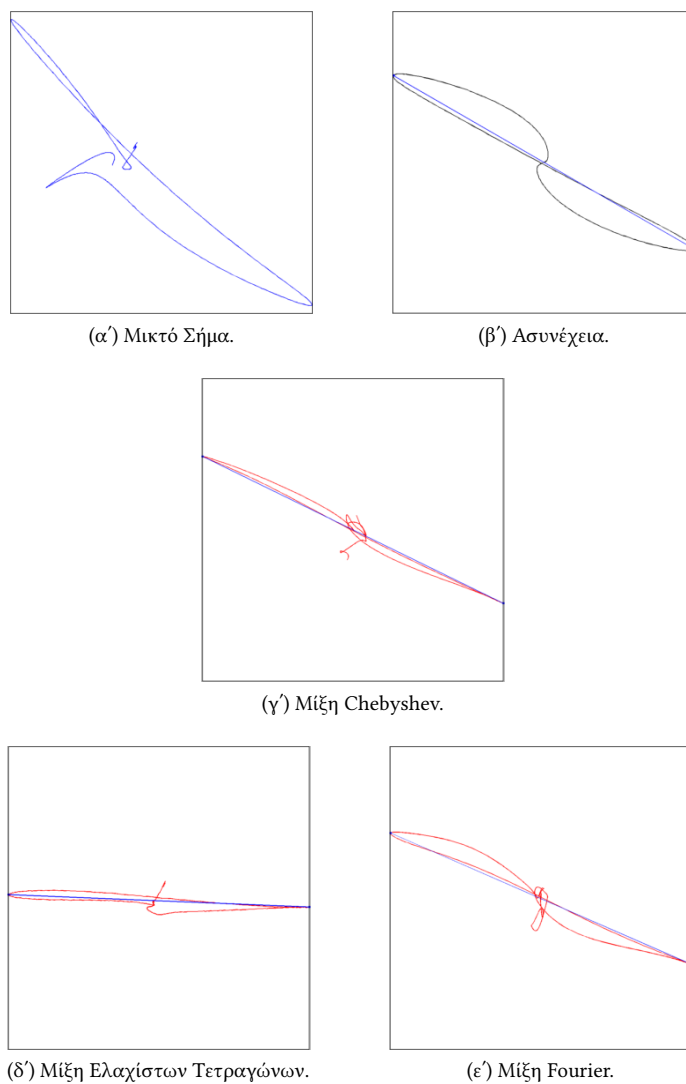 (α′) Μικτό Σήμα.
(β′) Ασυνέχεια.
(γ′) Μίξη Chebyshev.
(δ′) Μίξη Ελαχίστων Τετραγώνων.
(ε′) Μίξη Fourier.